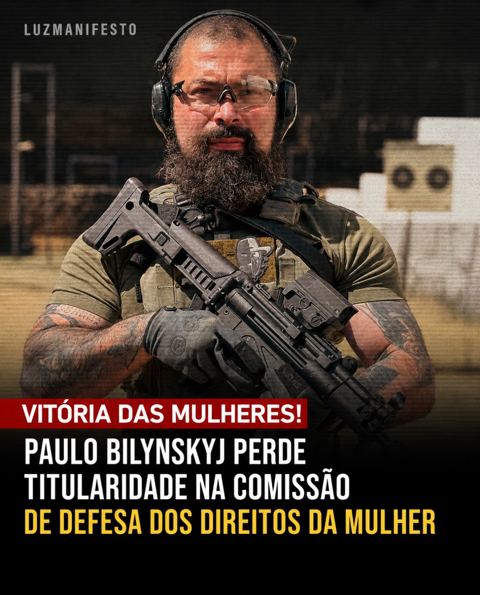 LUZMANIFESTO
VITÓRIA DAS MULHERES!
PAULO BILYNSKYJ PERDE
TITULARIDADE NA COMISSÃO
DE DEFESA DOS DIREITOS DA MULHER